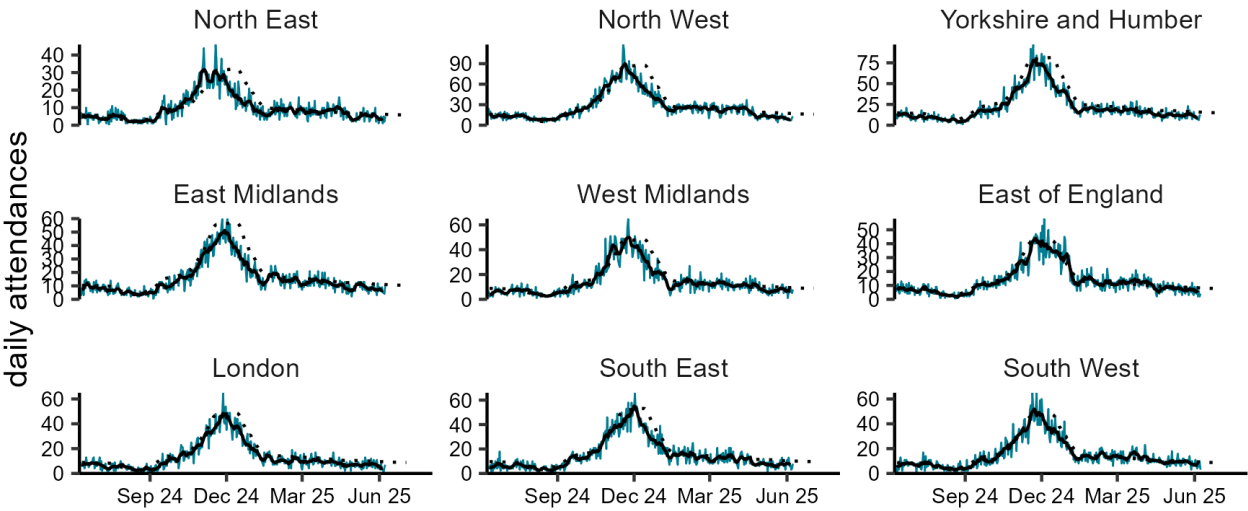 North East North West Yorkshire and Humber
40 90 75
30 60 50
20 30 25
10 0 0
0
daily attendances
East Midlands West Midlands East of England
60 60 50
50 40 40
40 20 30
30 0 20
20 10
10 0
0
London South East South West
60 60 60
40 40 40
20 20 20
0 0 0
Sep 24 Dec 24 Mar 25 Jun 25 Sep 24 Dec 24 Mar 25 Jun 25 Sep 24 Dec 24 Mar 25 Jun 25